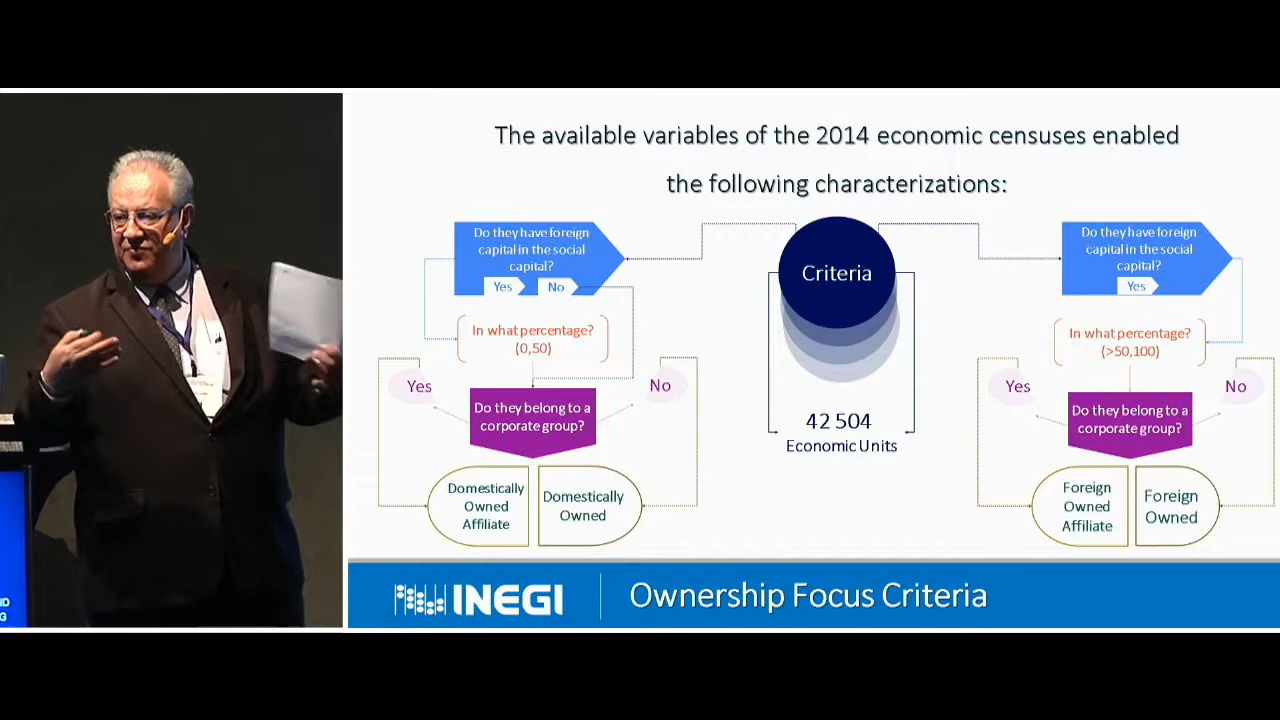 The available variables of the 2014 economic censuses enabled
the following characterizations:
Do they have foreign
capital in the social
capital?
Yes
No
In what percentage?
(0,50)
Yes
No
Do they belong to a
corporate group?
Domestically
Owned
Affiliate
Domestically
Owned
Criteria
42 504
Economic Units
Do they have foreign
capital in the social
capital?
Yes
In what percentage?
(>50,100)
Yes
No
Do they belong to a
corporate group?
Foreign
Owned
Affiliate
Foreign
Owned
INEGI
Ownership Focus Criteria
ND
G